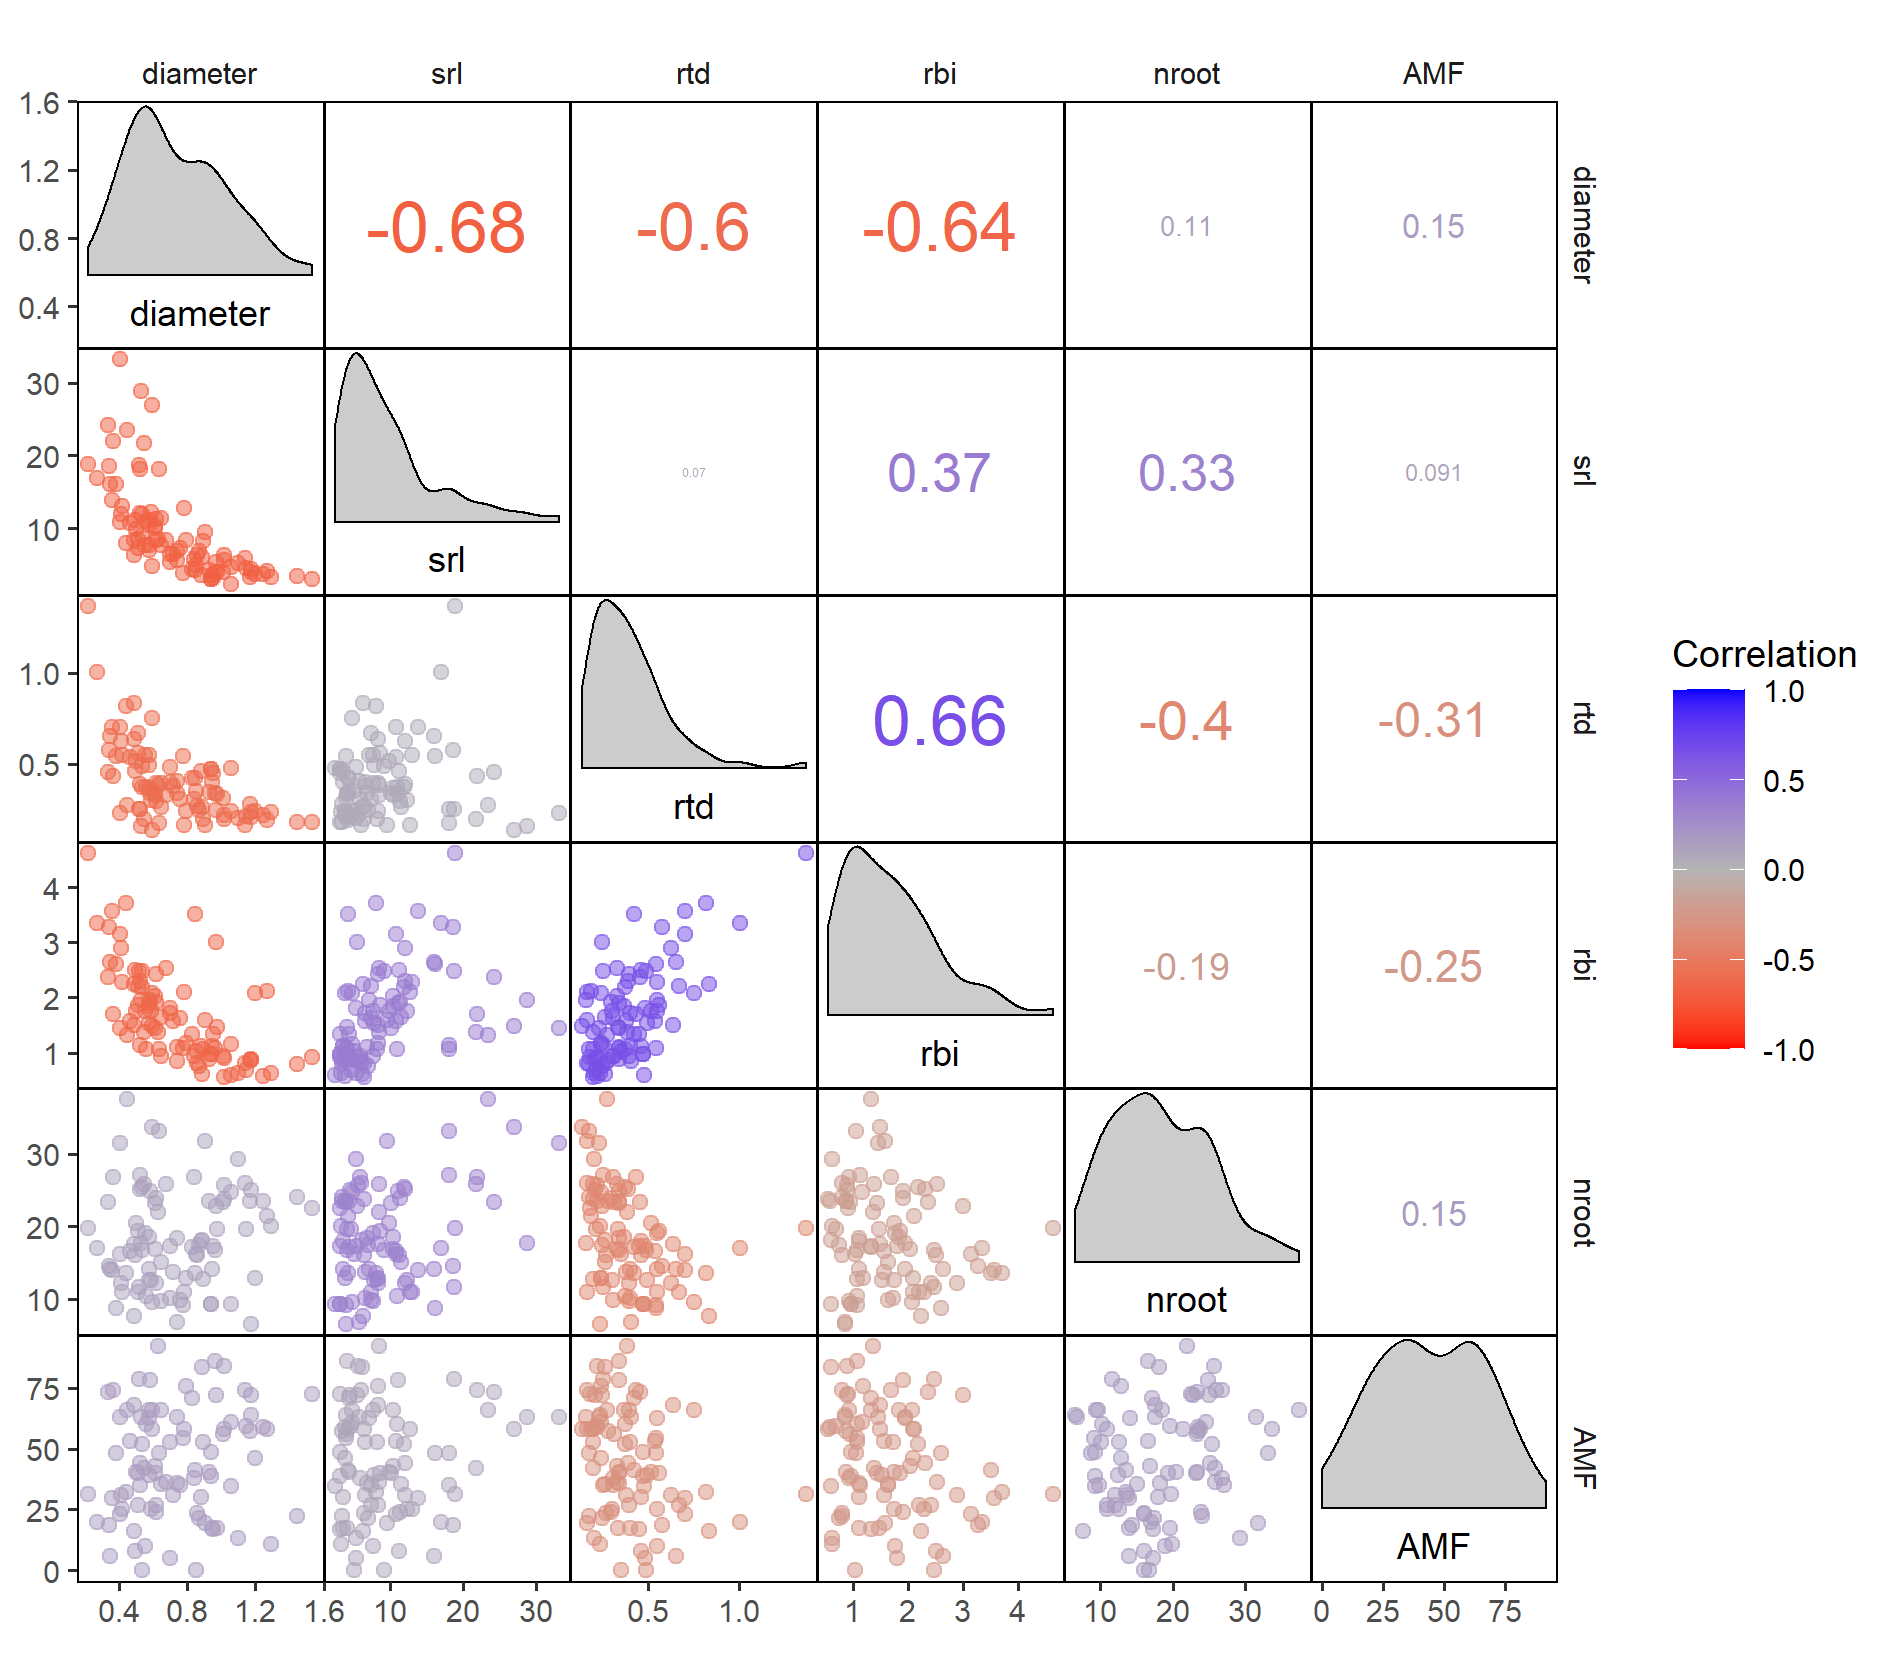 diameter srl rtd rbi nroot AMF
1.6
1.2
0.8
0.4
diameter
-0.68
-0.6
-0.64
0.11
0.15
diameter
30
20
10
srl
0.07
0.37
0.33
0.091
srl
1.0
0.5
rtd
0.66
-0.4
-0.31
rtd
4
3
2
1
rbi
-0.19
-0.25
rbi
30
20
10
nroot
0.15
nroot
75
50
25
0
AMF
AMF
0.4 0.8 1.2 1.6
10 20 30
0.5 1.0
1 2 3 4
10 20 30
0 25 50 75
Correlation
1.0
0.5
0.0
-0.5
-1.0